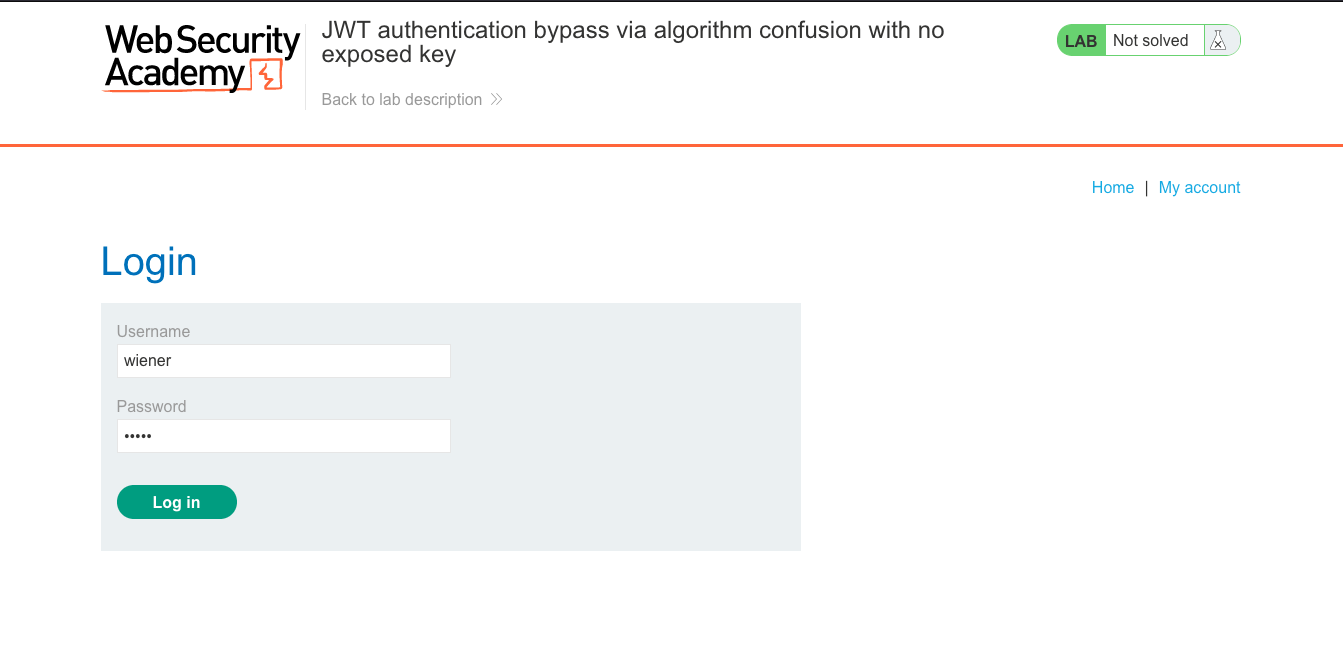 Web Security
Academy
JWT authentication bypass via algorithm confusion with no
exposed key
Back to lab description
LAB
Not solved
Home | My account
Login
Username
wiener
Password
•••••
Log in